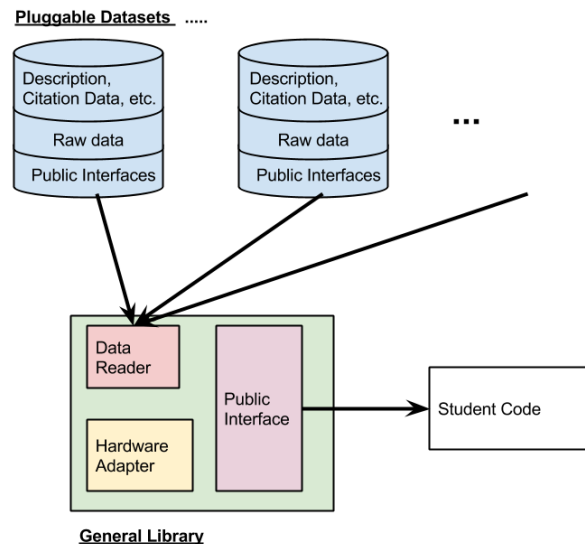 Pluggable Datasets .....
Description,
Citation Data, etc.
Raw data
Public Interfaces
Description,
Citation Data, etc.
Raw data
Public Interfaces
...
Data
Reader
Public
Interface
Hardware
Adapter
Student Code
General Library